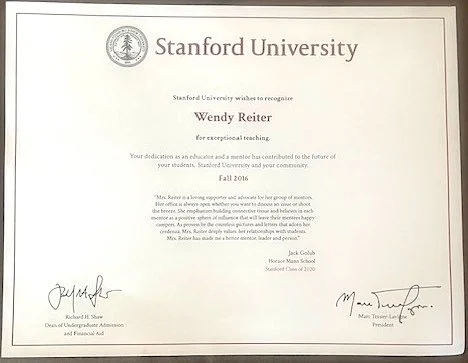 Stanford University
Stanford University wishes to recognize
Wendy Reiter
for exceptional teaching.
Your dedication as an educator and a mentor has contributed to the future of
your students, Stanford University and your community.
Fall 2016
"Mrs. Reiter is a loving supporter and advocate for her group of mentors.
Her office is always open whether you want to discuss an issue or shoot
the breeze. She emphasizes building connective tissue and believes in each
mentor as a positive sphere of influence that will leave their mentees happy
campers. As proven by the countless pictures and letters that adorn her
credenza, Mrs. Reiter deeply values her relationships with students.
Mrs. Reiter has made me a better mentor, leader and person."
Jack Golub
Horace Mann School
Stanford Class of 2020
Richard H. Shaw
Dean of Undergraduate Admission
and Financial Aid
Marc Tessier-Lavigne
President